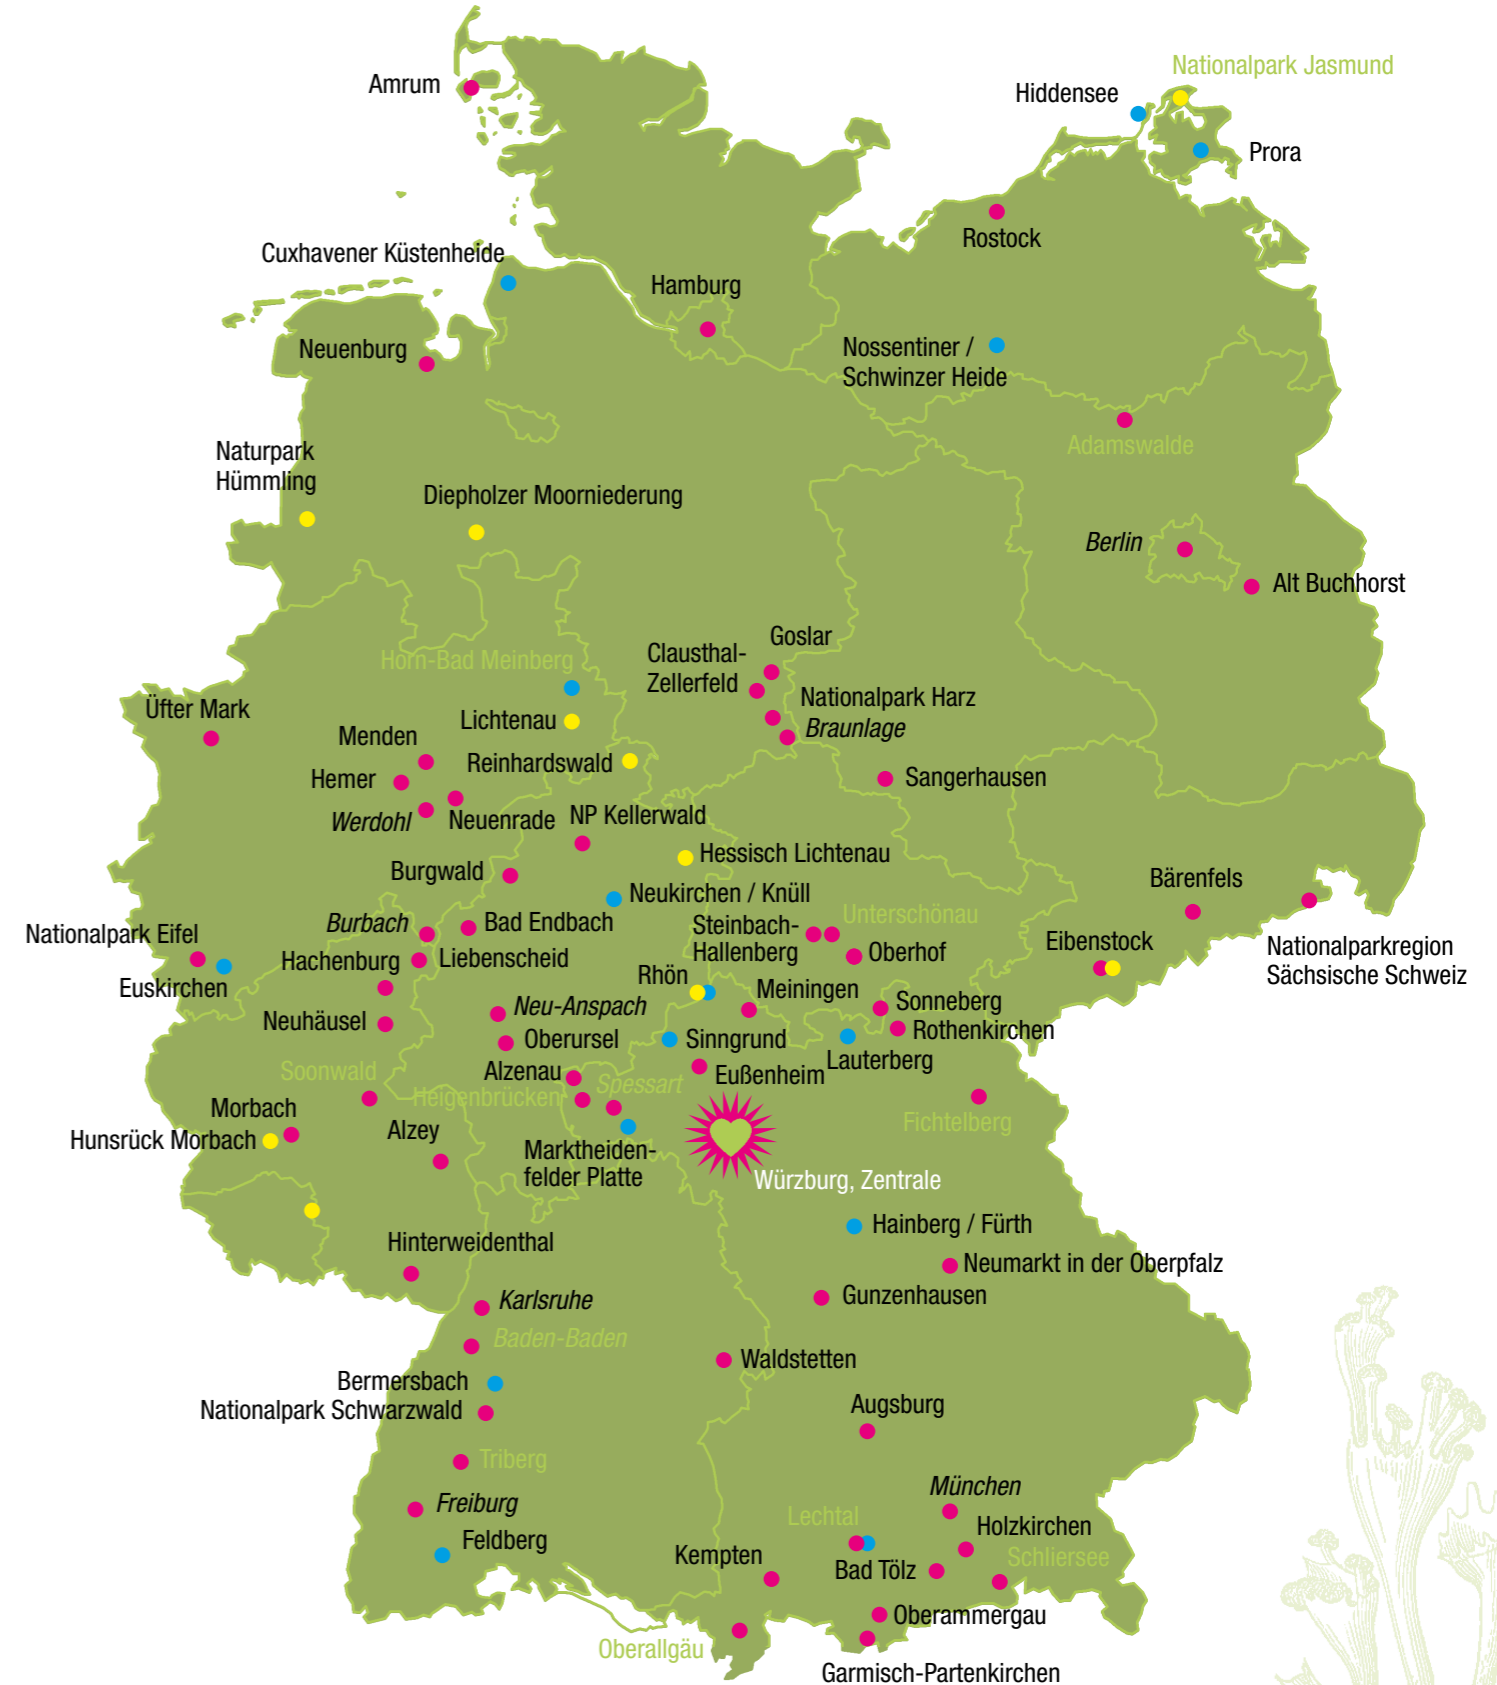 Nationalpark Jasmund
Amrum
Hiddensee
Prora
Rostock
Cuxhavener Küstenheide
Hamburg
Neuenburg
Nossentiner /
Schwinzer Heide
Adamswalde
Naturpark
Hümmling
Diepholzer Moorniederung
Berlin
Alt Buchhorst
Goslar
Clausthal-
Zellerfeld
Horn-Bad Meinberg
Nationalpark Harz
Braunlage
Üfter Mark
Lichtenau
Menden
Reinhardswald
Hemer
Sangerhausen
Werdohl
Neuenrade
NP Kellerwald
Hessisch Lichtenau
Burgwald
Bärenfels
Neukirchen / Knüll
Unterschönau
Burbach
Bad Endbach
Steinbach-
Hallenberg
Nationalpark Eifel
Eibenstock
Nationalparkregion
Sächsische Schweiz
Oberhof
Hachenburg
Liebenscheid
Rhön
Euskirchen
Meiningen
Neu-Anspach
Sonneberg
Neuhäusel
Rothenkirchen
Oberursel
Sinngrund
Lauterberg
Soonwald
Alzenau
Eußenheim
Spessart
Heigenbrücken
Morbach
Fichtelberg
Alzey
Hunsrück Morbach
Marktheiden-
felder Platte
Würzburg, Zentrale
Hainberg / Fürth
Hinterweidenthal
Neumarkt in der Oberpfalz
Gunzenhausen
Karlsruhe
Baden-Baden
Waldstetten
Bermersbach
Nationalpark Schwarzwald
Augsburg
Triberg
München
Freiburg
Lechtal
Holzkirchen
Feldberg
Kempten
Schliersee
Bad Tölz
Oberammergau
Oberallgäu
Garmisch-Partenkirchen